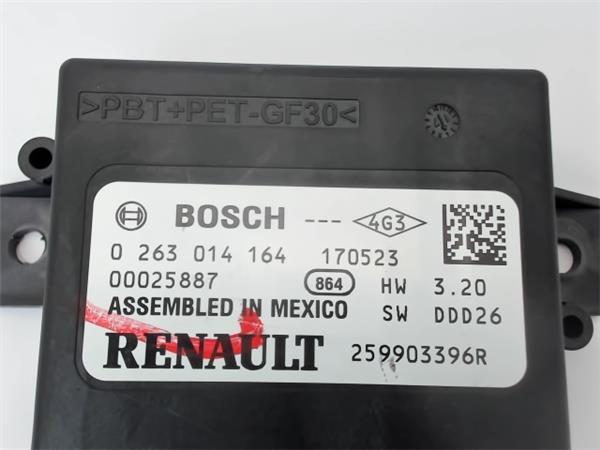 >PBT+PET-GF30<
BOSCH --- 4G3
0 263 014 164 170523
00025887 864 HW 3.20
ASSEMBLED IN MEXICO SW DDD26
RENAULT 259903396R